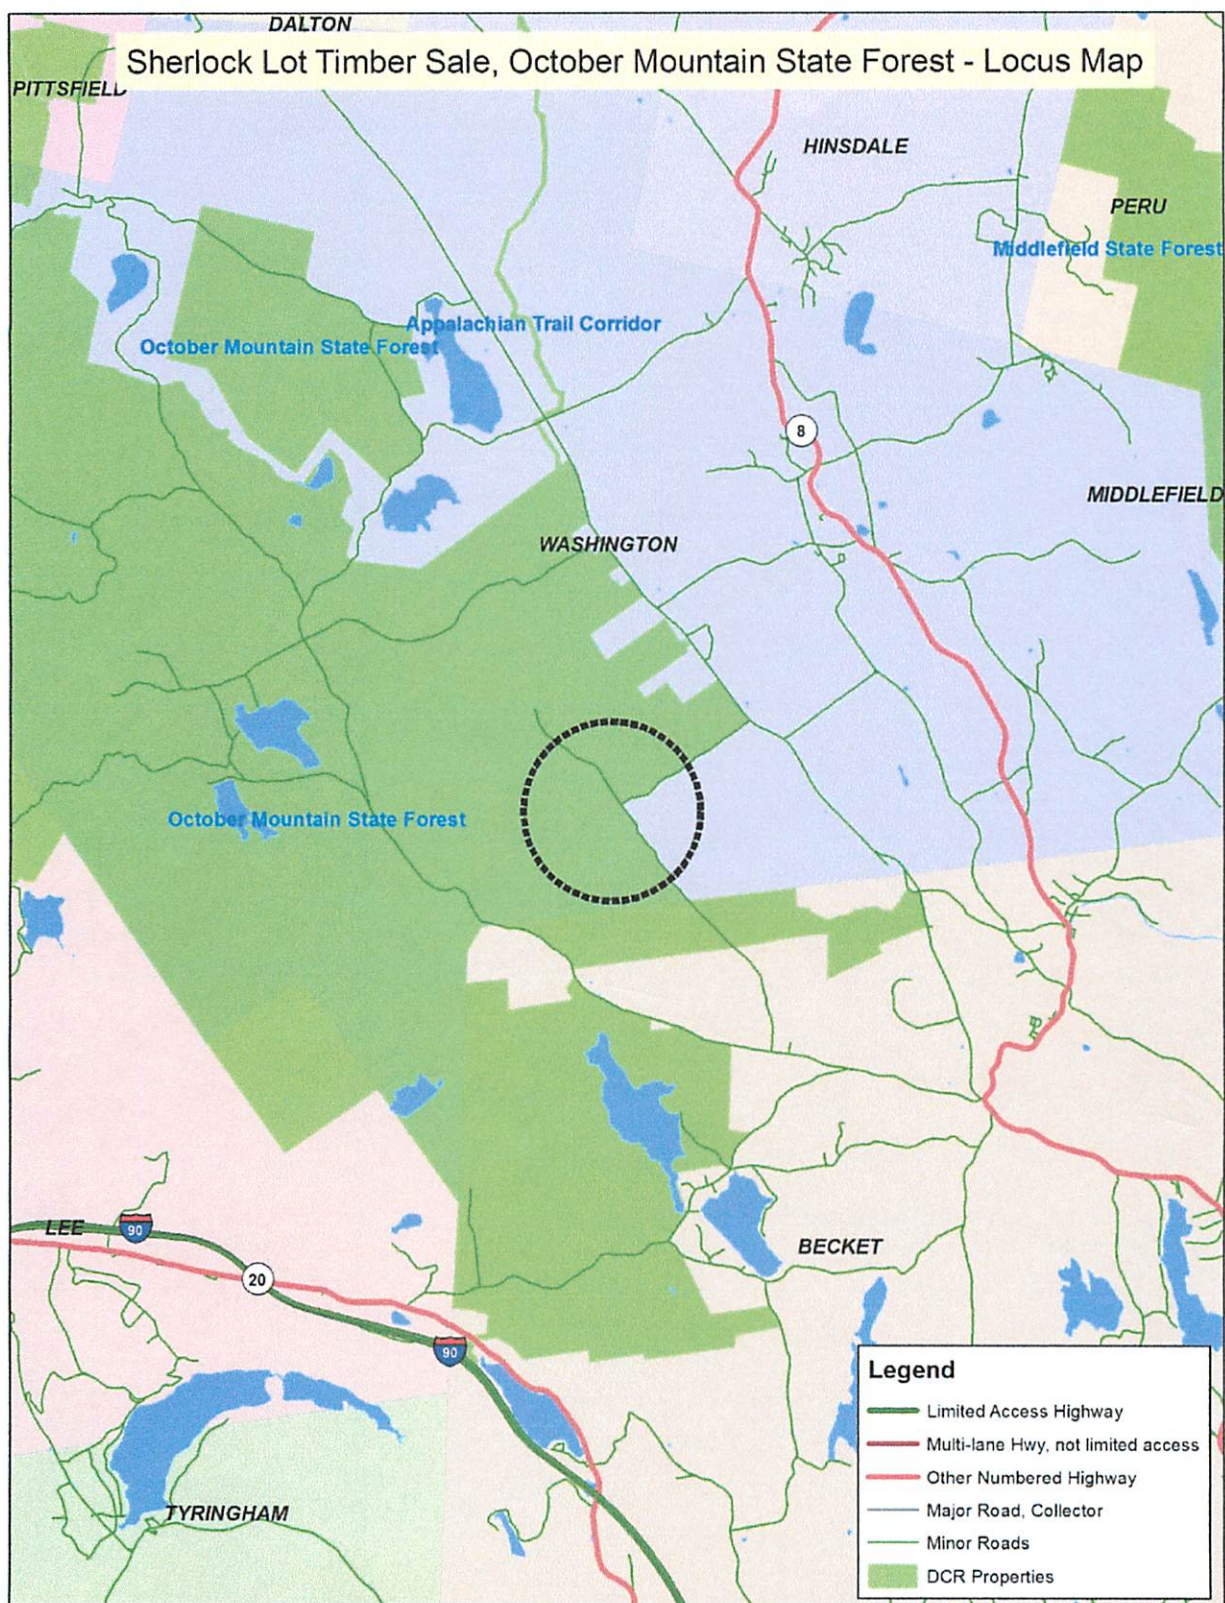 DALTON
Sherlock Lot Timber Sale, October Mountain State Forest - Locus Map
PITTSFIELD
HINSDALE
PERU
Middlefield State Forest
Appalachian Trail Corridor
October Mountain State Forest
8
MIDDLEFIELD
WASHINGTON
October Mountain State Forest
LEE
90
20
BECKET
90
TYRINGHAM
Legend
Limited Access Highway
Multi-lane Hwy, not limited access
Other Numbered Highway
Major Road, Collector
Minor Roads
DCR Properties